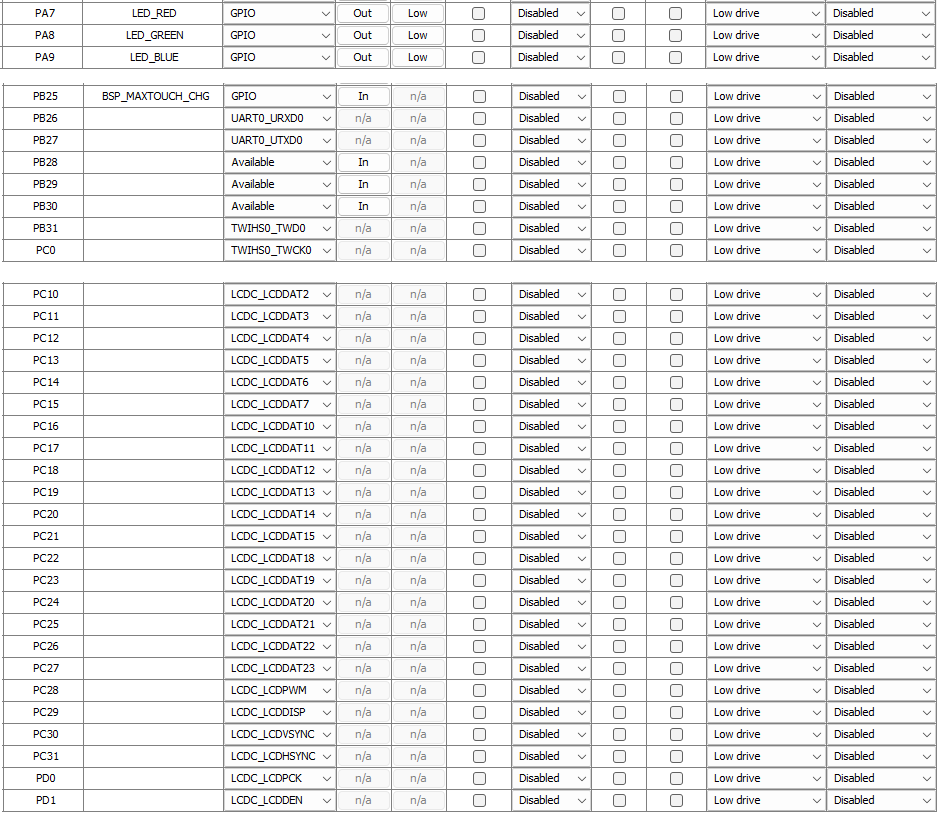 PA7 LED_RED GPIO Out Low Disabled Low drive Disabled
PA8 LED_GREEN GPIO Out Low Disabled Low drive Disabled
PA9 LED_BLUE GPIO Out Low Disabled Low drive Disabled
PB25 BSP_MAXTOUCH_CHG GPIO In n/a Disabled Low drive Disabled
PB26 UART0_URXD0 n/a n/a Disabled Low drive Disabled
PB27 UART0_UTXD0 n/a n/a Disabled Low drive Disabled
PB28 Available In n/a Disabled Low drive Disabled
PB29 Available In n/a Disabled Low drive Disabled
PB30 Available In n/a Disabled Low drive Disabled
PB31 TWIHS0_TWD0 n/a n/a Disabled Low drive Disabled
PC0 TWIHS0_TWCK0 n/a n/a Disabled Low drive Disabled
PC10 LCDC_LCDDAT2 n/a n/a Disabled Low drive Disabled
PC11 LCDC_LCDDAT3 n/a n/a Disabled Low drive Disabled
PC12 LCDC_LCDDAT4 n/a n/a Disabled Low drive Disabled
PC13 LCDC_LCDDAT5 n/a n/a Disabled Low drive Disabled
PC14 LCDC_LCDDAT6 n/a n/a Disabled Low drive Disabled
PC15 LCDC_LCDDAT7 n/a n/a Disabled Low drive Disabled
PC16 LCDC_LCDDAT10 n/a n/a Disabled Low drive Disabled
PC17 LCDC_LCDDAT11 n/a n/a Disabled Low drive Disabled
PC18 LCDC_LCDDAT12 n/a n/a Disabled Low drive Disabled
PC19 LCDC_LCDDAT13 n/a n/a Disabled Low drive Disabled
PC20 LCDC_LCDDAT14 n/a n/a Disabled Low drive Disabled
PC21 LCDC_LCDDAT15 n/a n/a Disabled Low drive Disabled
PC22 LCDC_LCDDAT18 n/a n/a Disabled Low drive Disabled
PC23 LCDC_LCDDAT19 n/a n/a Disabled Low drive Disabled
PC24 LCDC_LCDDAT20 n/a n/a Disabled Low drive Disabled
PC25 LCDC_LCDDAT21 n/a n/a Disabled Low drive Disabled
PC26 LCDC_LCDDAT22 n/a n/a Disabled Low drive Disabled
PC27 LCDC_LCDDAT23 n/a n/a Disabled Low drive Disabled
PC28 LCDC_LCDPWM n/a n/a Disabled Low drive Disabled
PC29 LCDC_LCDDISP n/a n/a Disabled Low drive Disabled
PC30 LCDC_LCDVSYNC n/a n/a Disabled Low drive Disabled
PC31 LCDC_LCDHSYNC n/a n/a Disabled Low drive Disabled
PD0 LCDC_LCDPCK n/a n/a Disabled Low drive Disabled
PD1 LCDC_LCDDEN n/a n/a Disabled Low drive Disabled